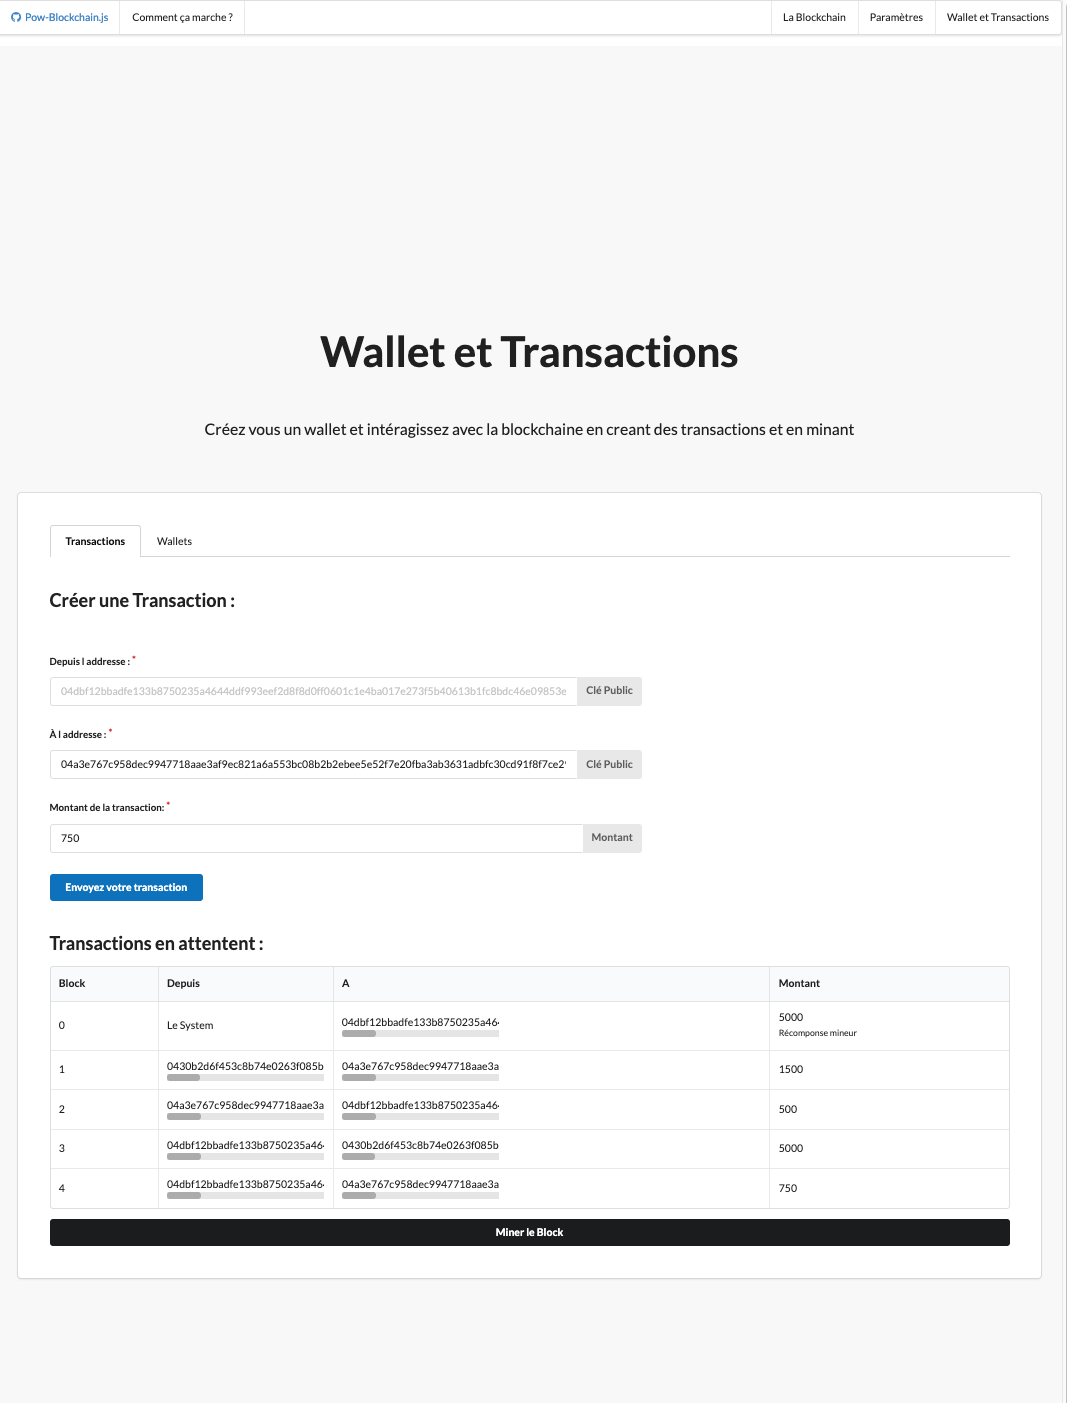 Pow-Blockchain.js Comment ça marche ? La Blockchain Paramètres Wallet et Transactions
Wallet et Transactions
Créez vous un wallet et intéragissez avec la blockchaine en creant des transactions et en minant
Transactions Wallets
Créer une Transaction :
Depuis l addresse : *
04dbf12bbadfe133b8750235a4644ddf993eef2d8f8d0ff0601c1e4ba017e273f5b40613b1fc8bdc46e09853e Clé Public
À l addresse : *
04a3e767c958dec9947718aae3af9ec821a6a553bc08b2b2ebee5e52f7e20fba3ab3631adbfc30cd91f8f7ce2 Clé Public
Montant de la transaction: *
750 Montant
Envoyez votre transaction
Transactions en attentent :
Block Depuis A Montant
0 Le System 04dbf12bbadfe133b8750235a46 5000
Récomponse mineur
1 0430b2d6f453c8b74e0263f085b 04a3e767c958dec9947718aae3a 1500
2 04a3e767c958dec9947718aae3a 04dbf12bbadfe133b8750235a46 500
3 04dbf12bbadfe133b8750235a46 0430b2d6f453c8b74e0263f085b 5000
4 04dbf12bbadfe133b8750235a46 04a3e767c958dec9947718aae3a 750
Miner le Block